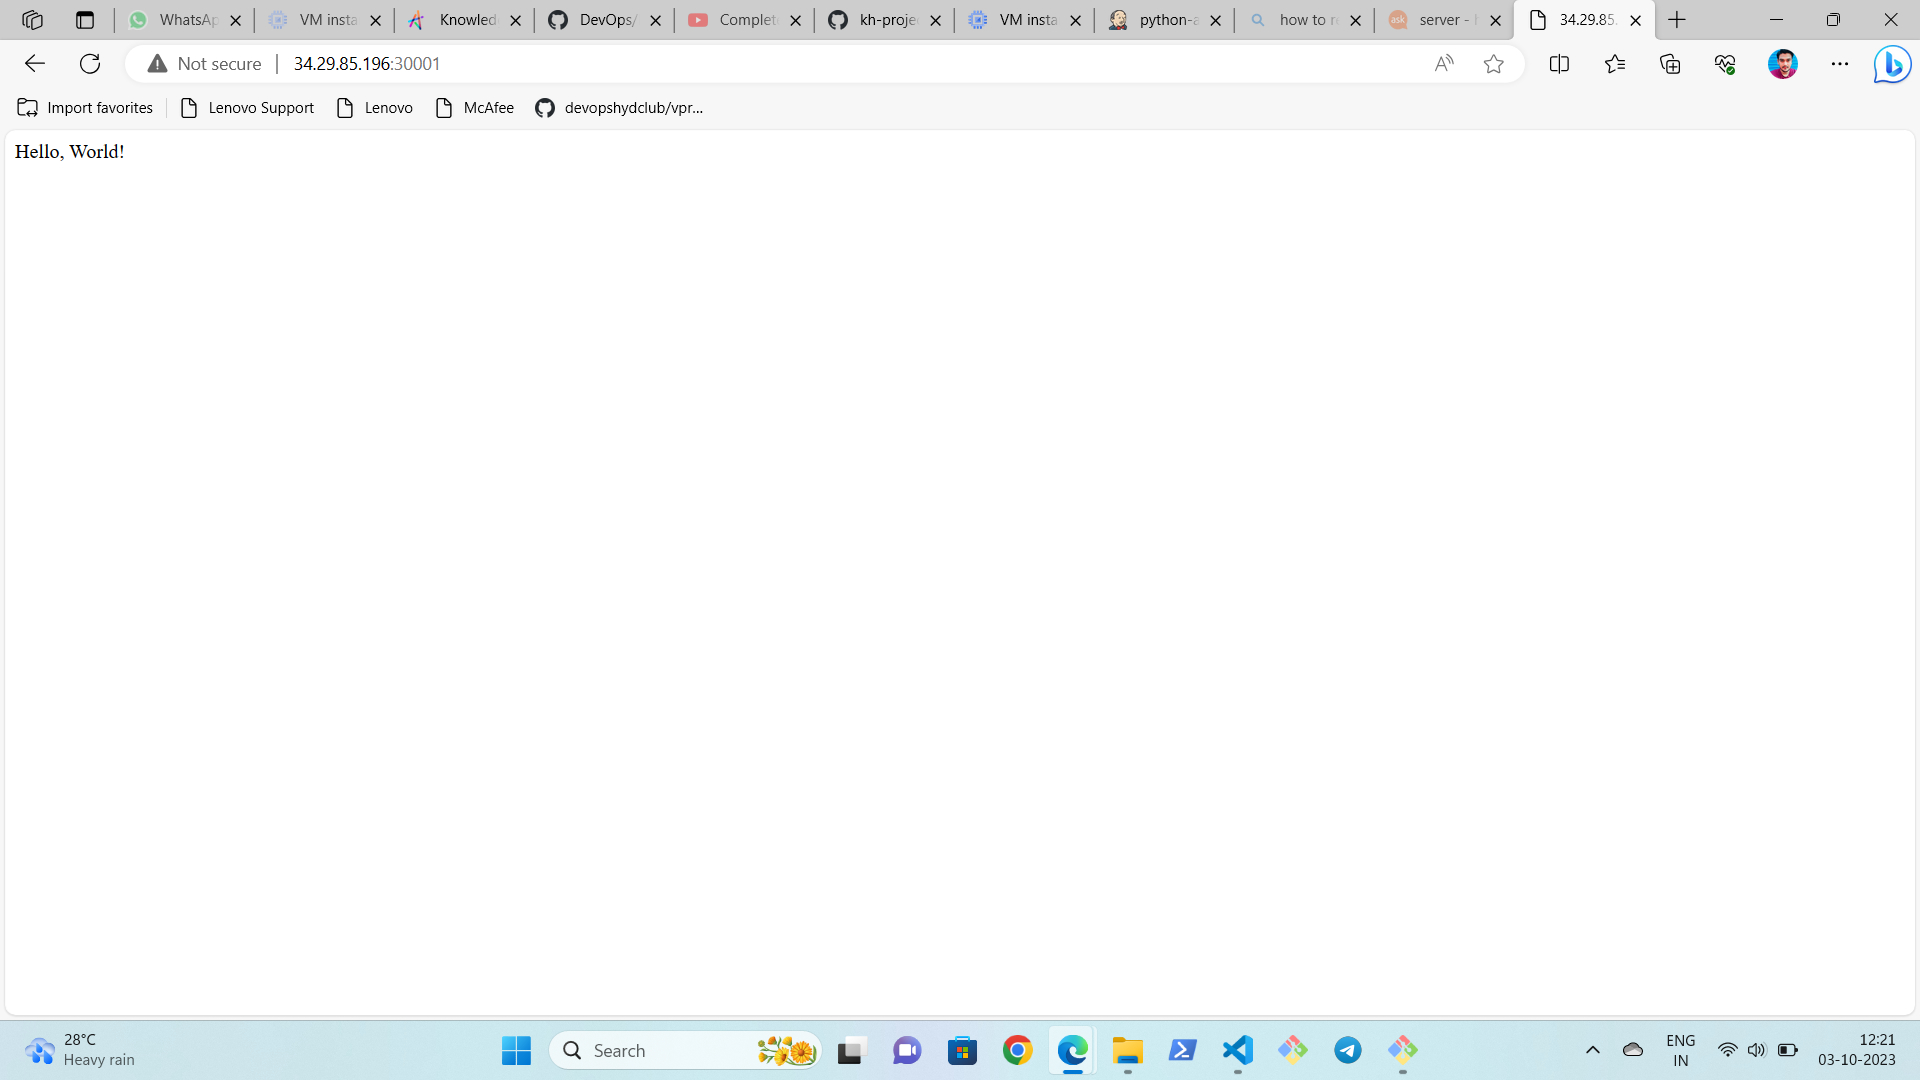 WhatsAp
VM insta
Knowled
DevOps/
Complet
kh-projec
VM insta
python-a
how to r
server - h
34.29.85.
Not secure
34.29.85.196:30001
Import favorites
Lenovo Support
Lenovo
McAfee
devopshydclub/vpr...
Hello, World!
28°C
Heavy rain
Search
ENG
IN
12:21
03-10-2023